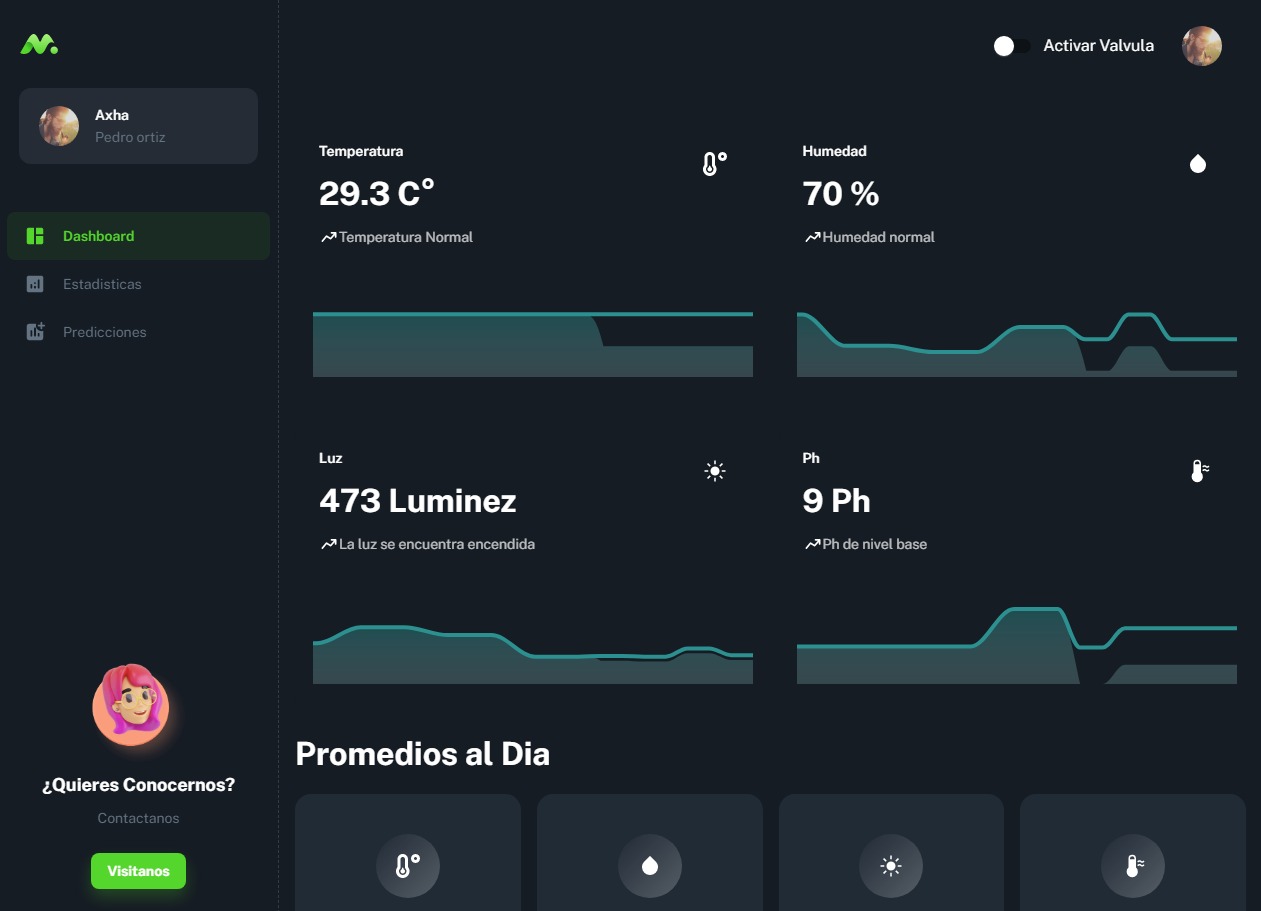 Activar Valvula
Axha
Pedro ortiz
Dashboard
Estadisticas
Predicciones
¿Quieres Conocernos?
Contactanos
Visitanos
Temperatura
29.3 C°
Temperatura Normal
Humedad
70 %
Humedad normal
Luz
473 Luminez
La luz se encuentra encendida
Ph
9 Ph
Ph de nivel base
Promedios al Dia